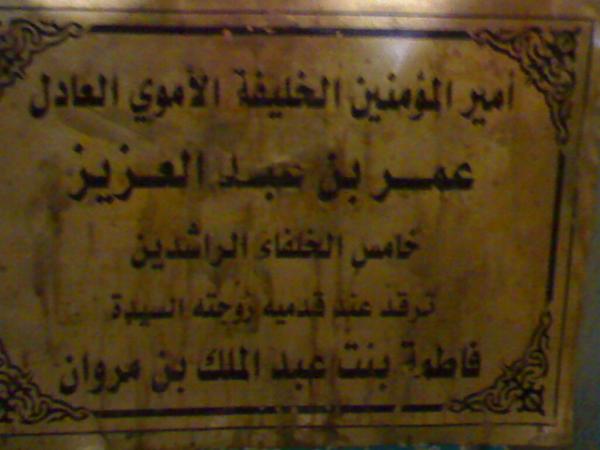 أمير المؤمنين الخليفة الأموي العادل
عمر بن عبد العزيز
خامس الخلفاء الراشدين
ترقد عند قدميه زوجته السيدة
فاطمة بنت عبد الملك بن مروان